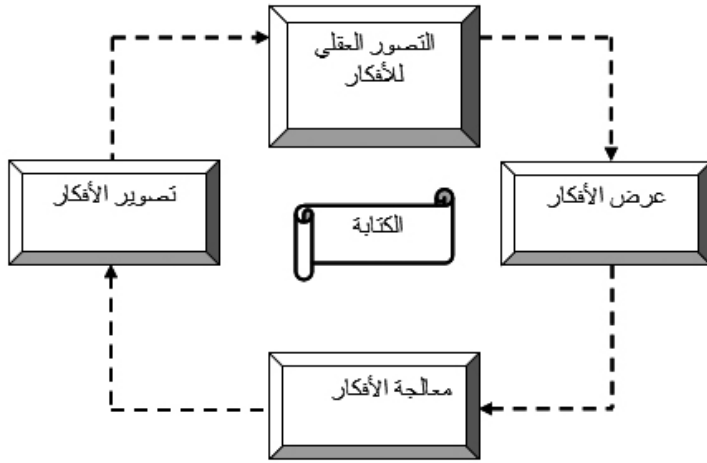 التصور العقلي
للأفكار
عرض الأفكار
تصوير الأفكار
الكتابة
معالجة الأفكار